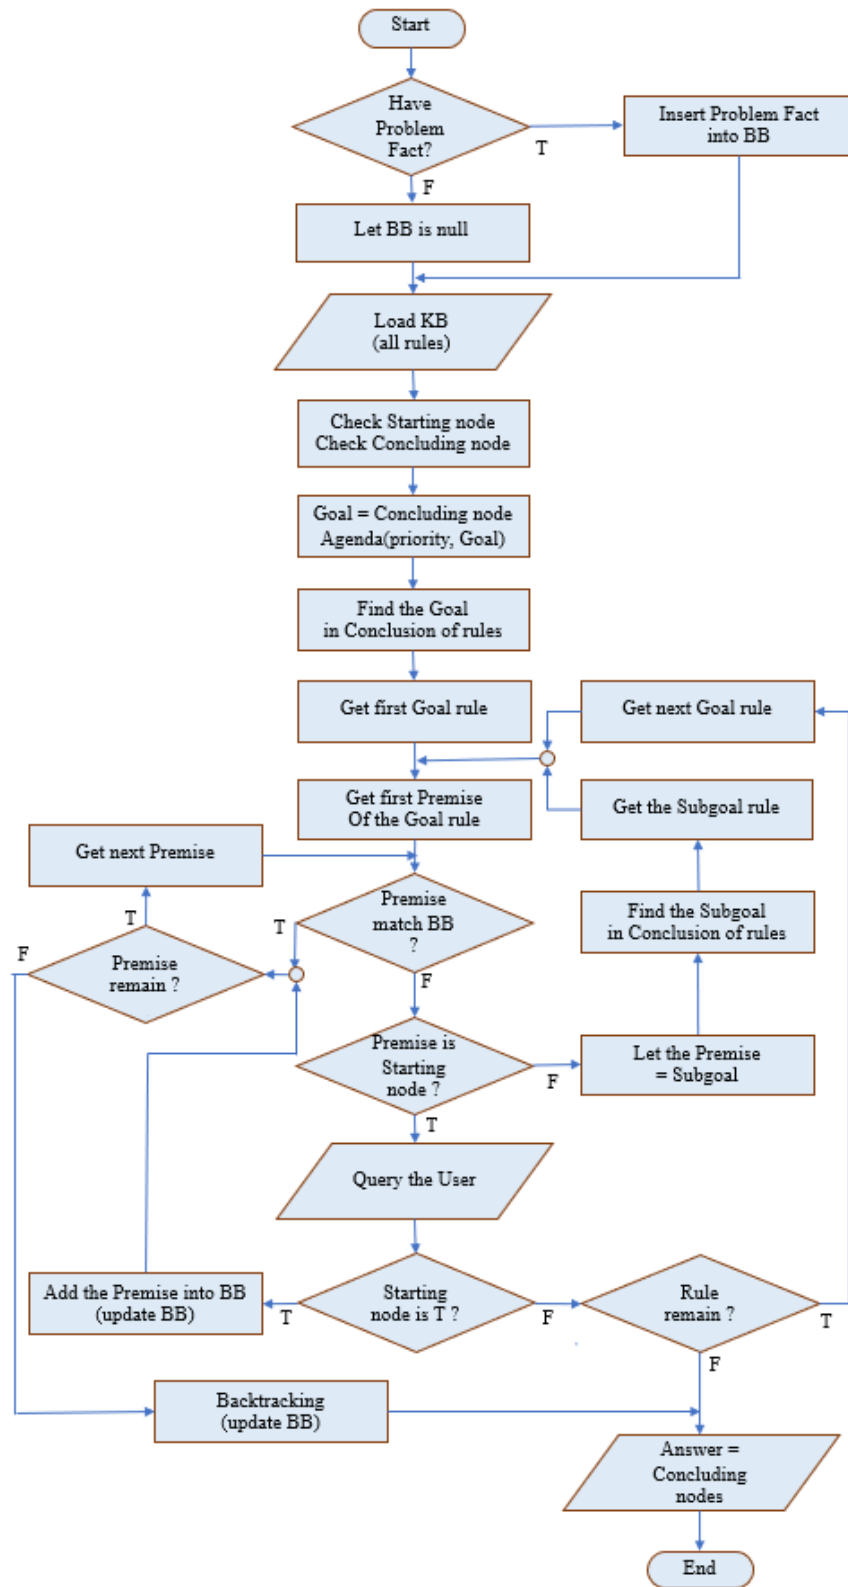 Start
Have
Problem
Fact?
T
Insert Problem Fact
into BB
F
Let BB is null
Load KB
(all rules)
Check Starting node
Check Concluding node
Goal = Concluding node
Agenda(priority, Goal)
Find the Goal
in Conclusion of rules
Get first Goal rule
Get next Goal rule
Get first Premise
Of the Goal rule
Get the Subgoal rule
Get next Premise
Premise
match BB
?
T
T
F
Premise
remain ?
F
Find the Subgoal
in Conclusion of rules
Premise is
Starting
node ?
F
Let the Premise
= Subgoal
T
Query the User
Add the Premise into BB
(update BB)
T
Starting
node is T ?
F
Rule
remain ?
T
F
Backtracking
(update BB)
Answer =
Concluding
nodes
End